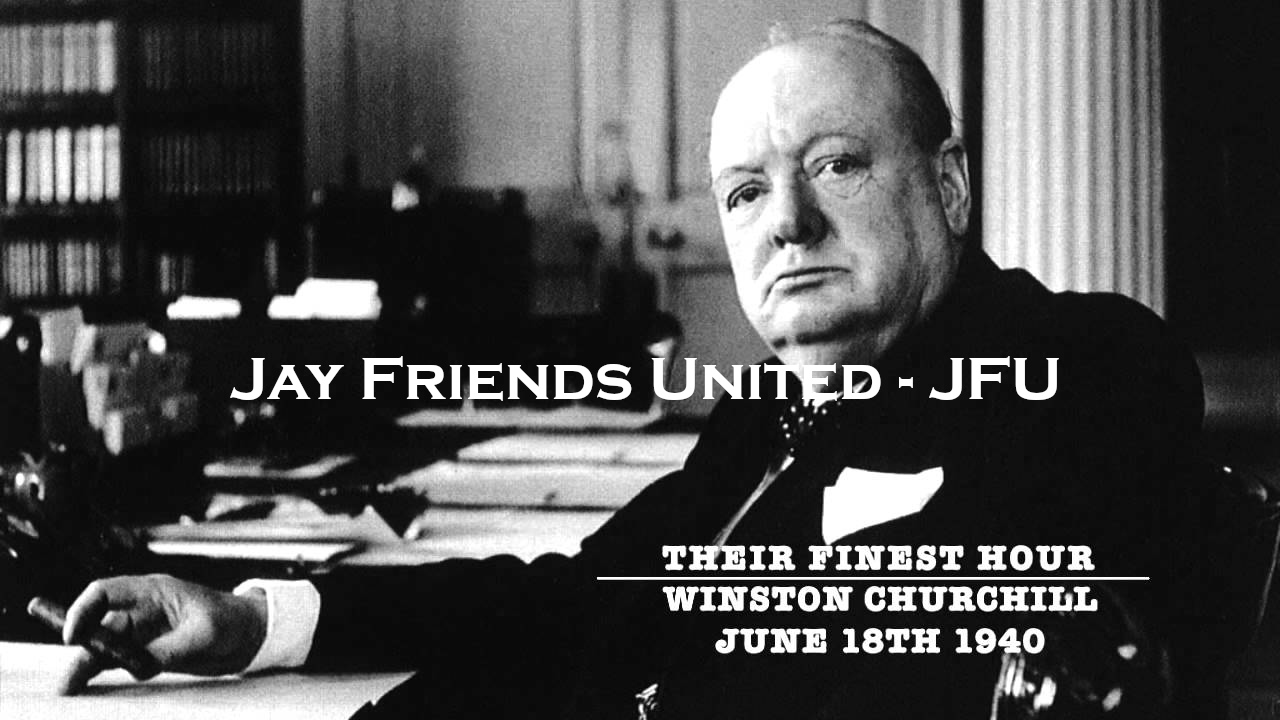 JAY FRIENDS UNITED - JFU
THEIR FINEST HOUR
WINSTON CHURCHILL
JUNE 18TH 1940